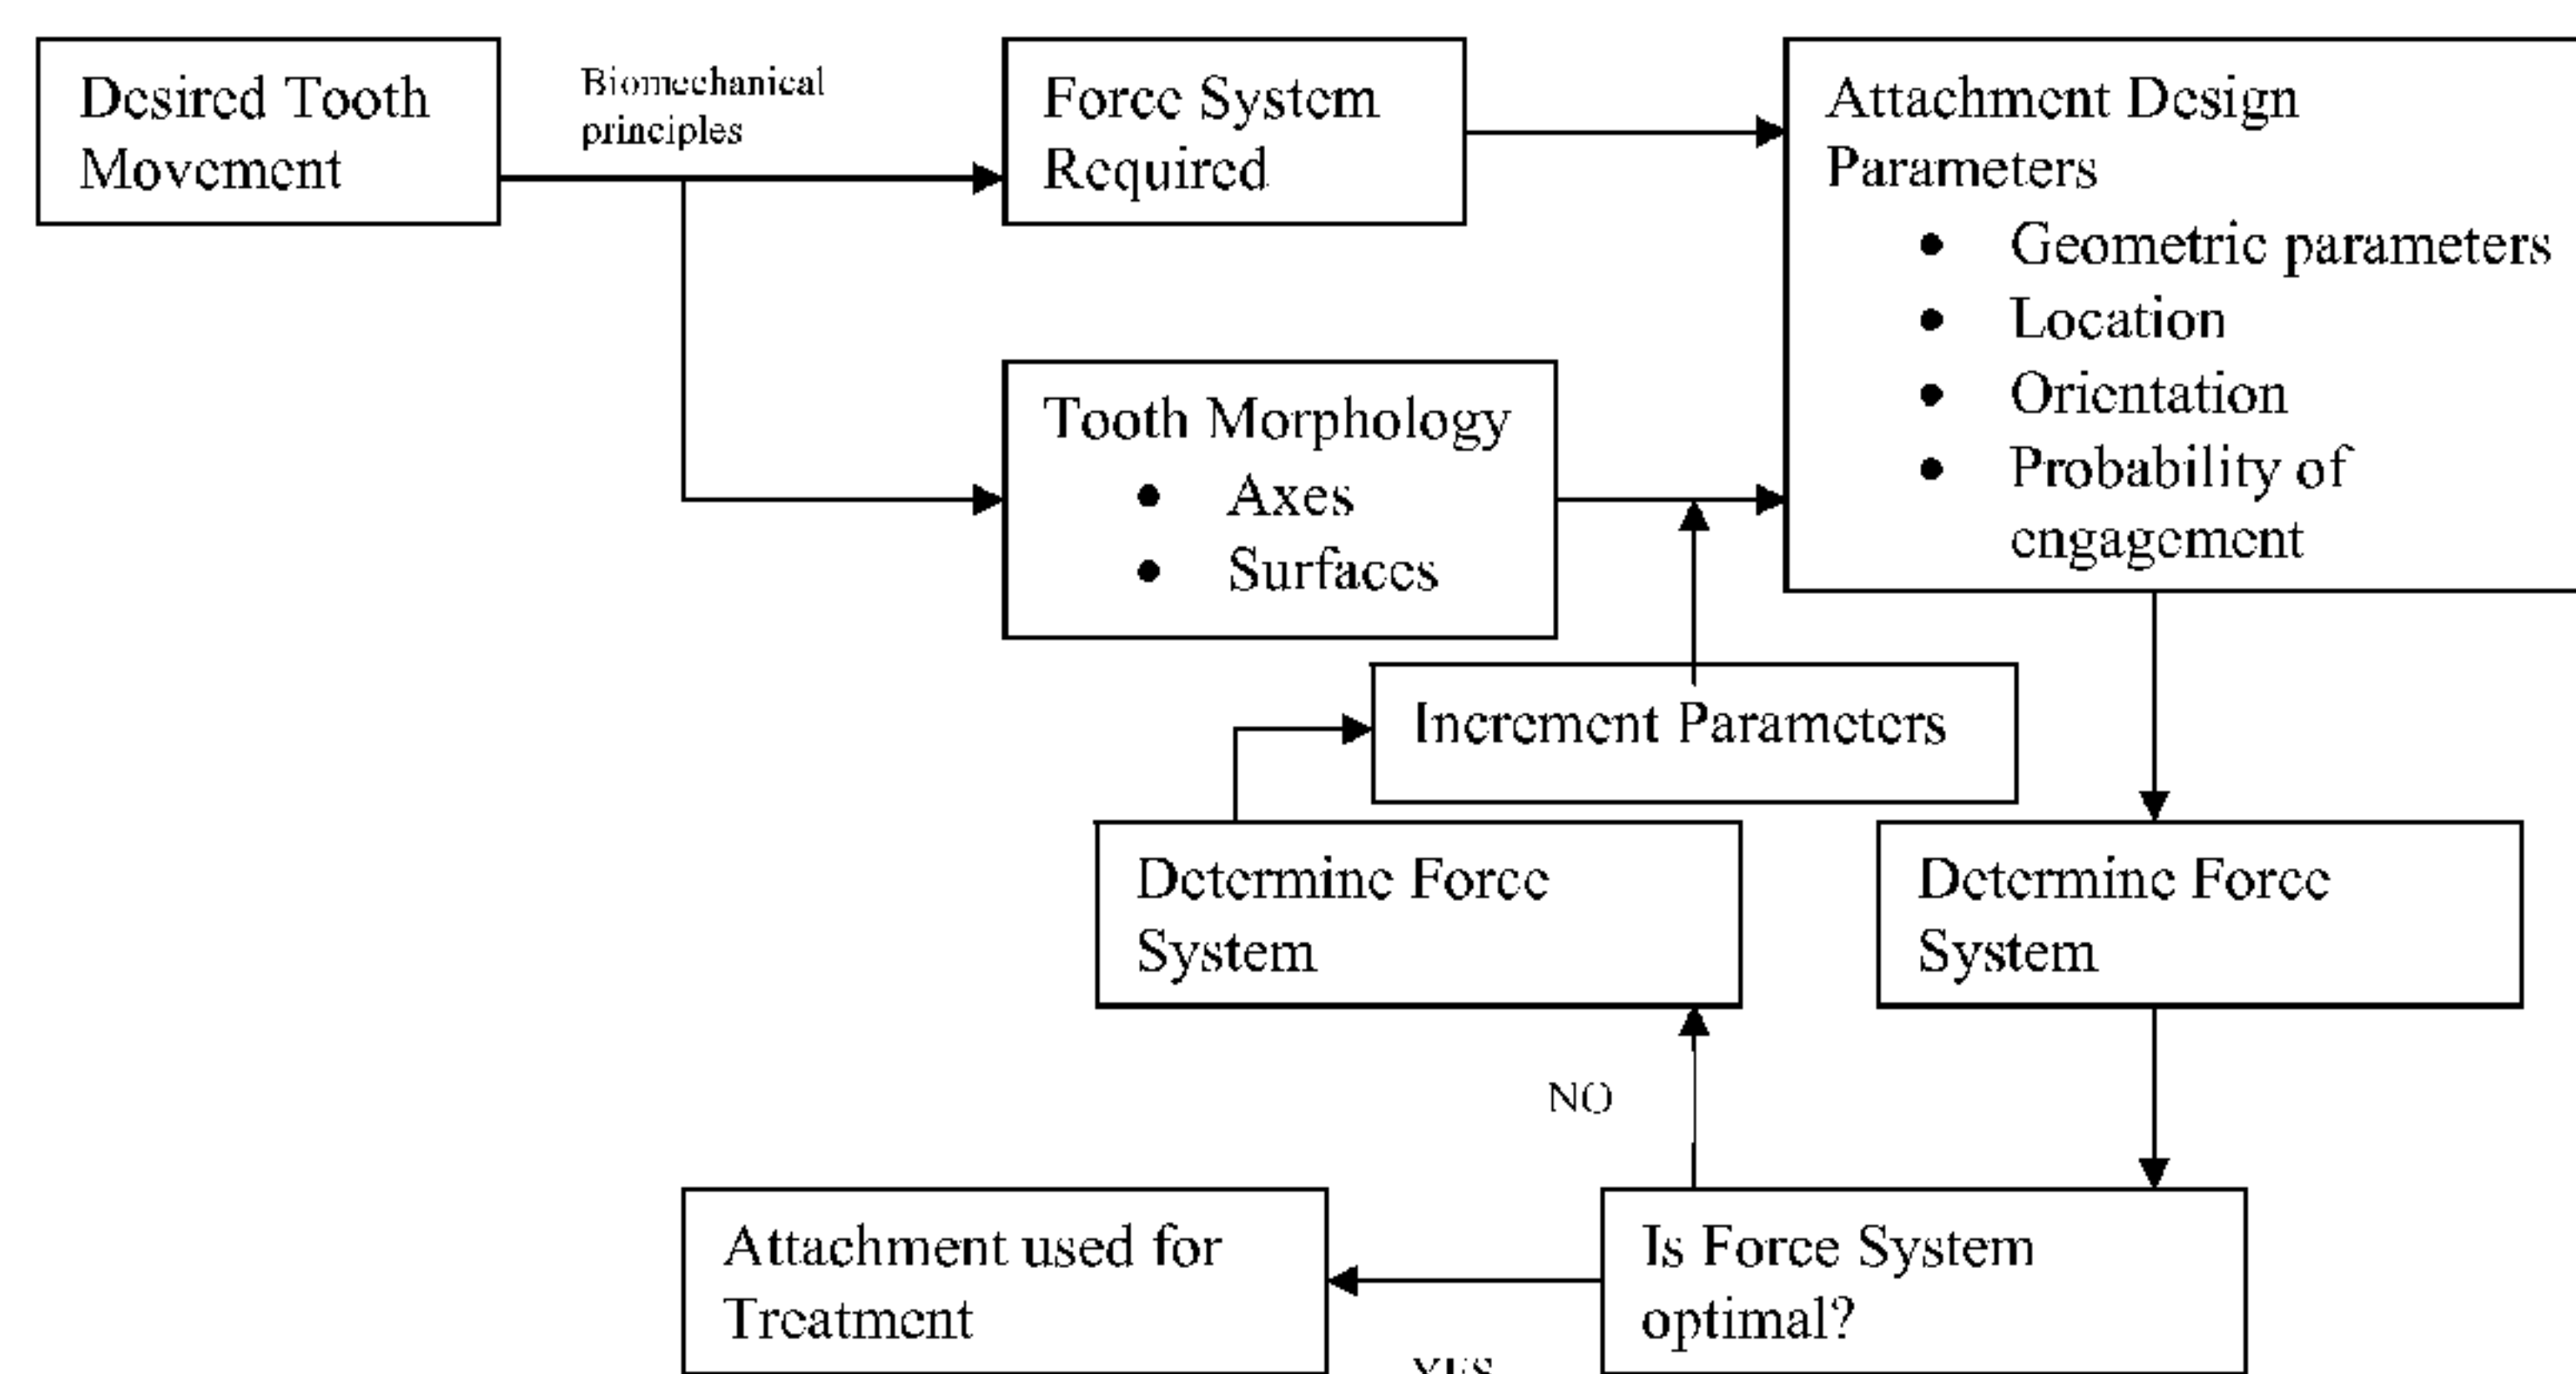 Desired Tooth
Movement
Biomechanical
principles
Force System
Required
Attachment Design
Parameters
• Geometric parameters
• Location
• Orientation
• Probability of
engagement
Tooth Morphology
• Axes
• Surfaces
Increment Parameters
Determine Force
System
Determine Force
System
NO
Attachment used for
Treatment
Is Force System
optimal?
YES